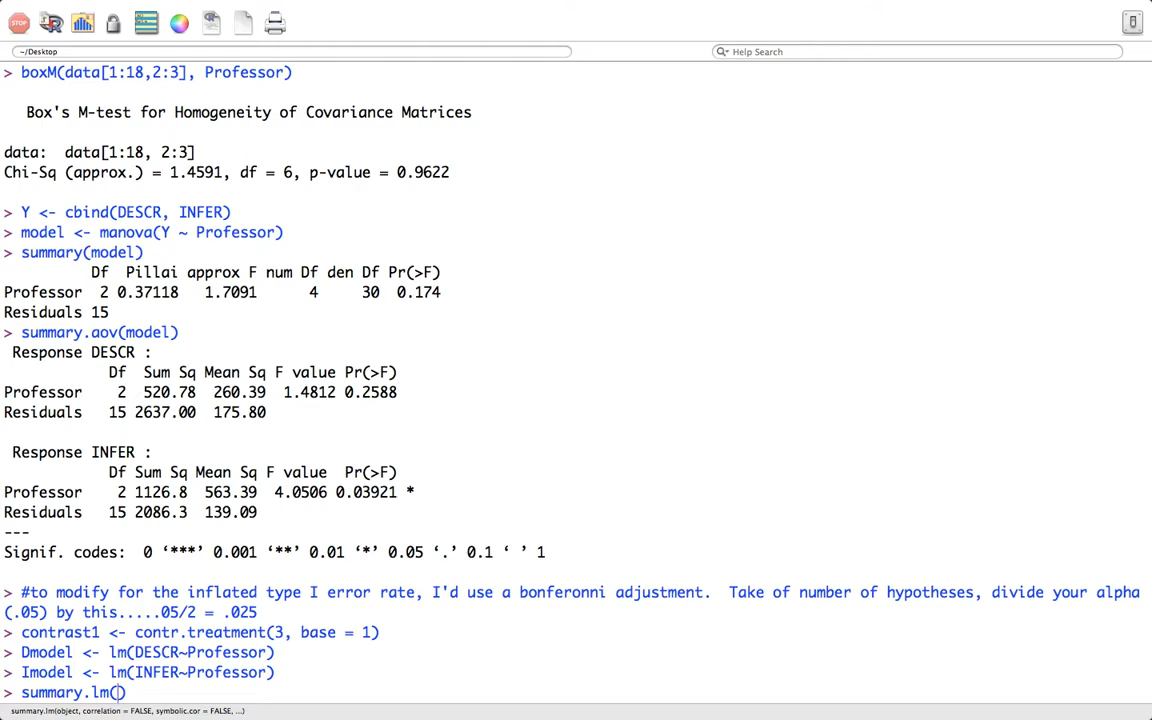 STOP
~/Desktop
Help Search
> boxM(data[1:18,2:3], Professor)
Box's M-test for Homogeneity of Covariance Matrices
data:  data[1:18, 2:3]
Chi-Sq (approx.) = 1.4591, df = 6, p-value = 0.9622
> Y <- cbind(DESCR, INFER)
> model <- manova(Y ~ Professor)
> summary(model)
Df Pillai approx F num Df den Df Pr(>F)
Professor  2 0.37118   1.7091      4     30  0.174
Residuals 15
> summary.aov(model)
Response DESCR :
Df  Sum Sq Mean Sq F value Pr(>F)
Professor    2  520.78  260.39  1.4812 0.2588
Residuals   15 2637.00  175.80
Response INFER :
Df Sum Sq Mean Sq F value  Pr(>F)
Professor    2 1126.8  563.39  4.0506 0.03921 *
Residuals   15 2086.3  139.09
---
Signif. codes:  0 ‘***’ 0.001 ‘**’ 0.01 ‘*’ 0.05 ‘.’ 0.1 ‘ ’ 1
> #to modify for the inflated type I error rate, I'd use a bonferonni adjustment.  Take of number of hypotheses, divide your alpha
(.05) by this.....05/2 = .025
> contrast1 <- contr.treatment(3, base = 1)
> Dmodel <- lm(DESCR~Professor)
> Imodel <- lm(INFER~Professor)
> summary.lm()
summary.lm(object, correlation = FALSE, symbolic.cor = FALSE, ...)